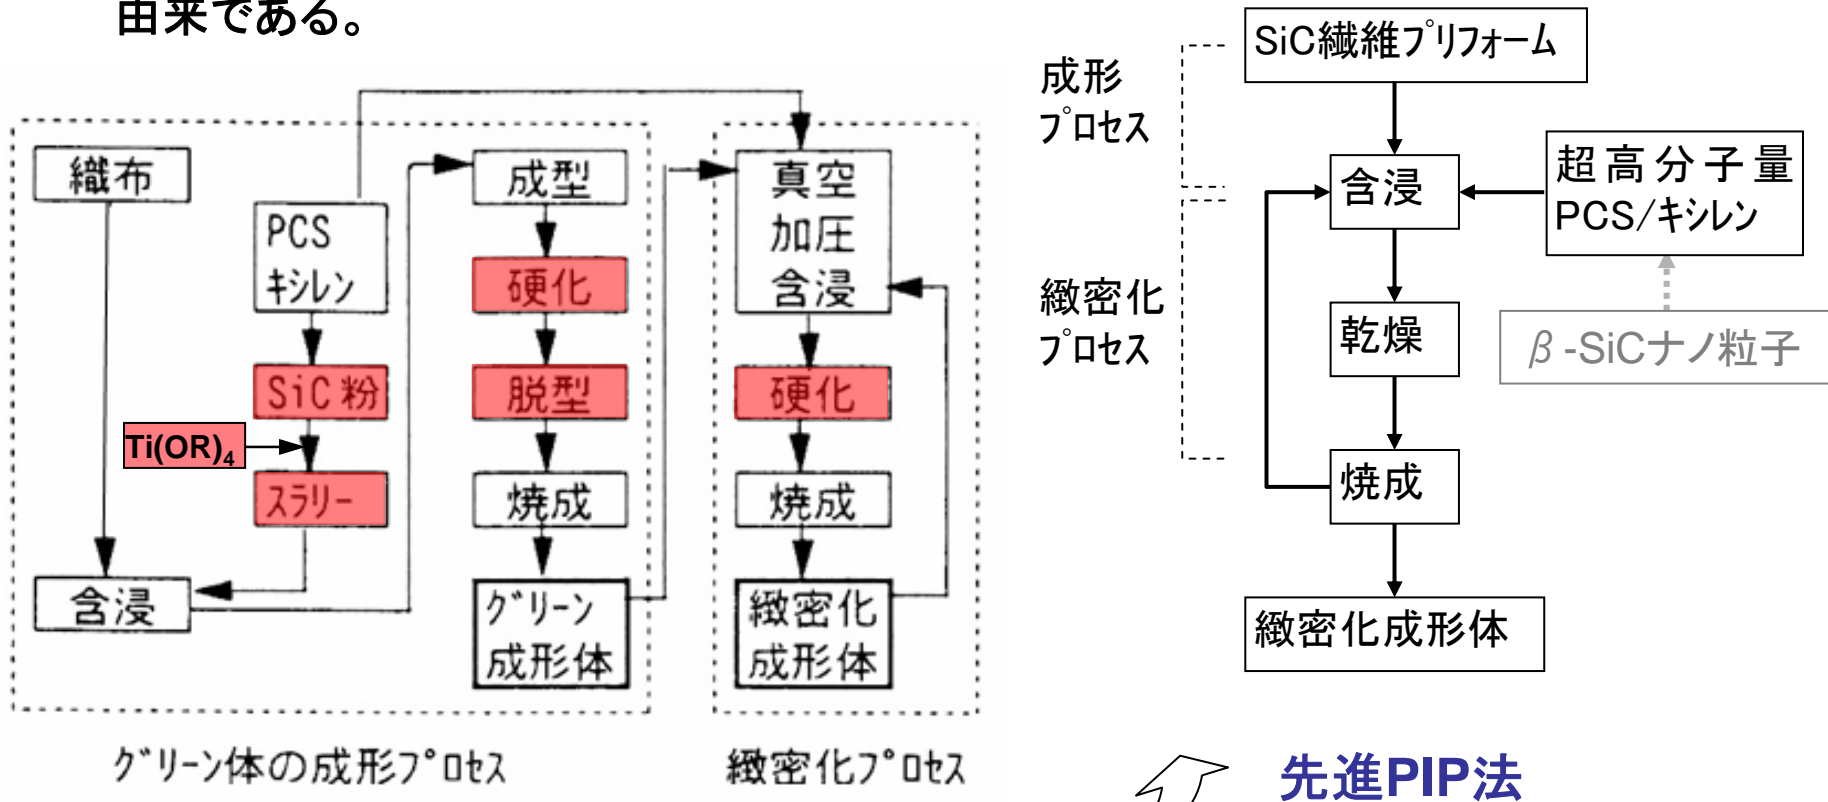 由来である。
織布
PCS
キシレン
SiC粉
Ti(OR)4
スラリー
含浸
成型
硬化
脱型
焼成
グリーン
成形体
グリーン体の成形プロセス
真空
加圧
含浸
硬化
焼成
緻密化
成形体
緻密化プロセス
成形
プロセス
緻密化
プロセス
SiC繊維プリフォーム
含浸
超高分子量
PCS/キシレン
β-SiCナノ粒子
乾燥
焼成
緻密化成形体
先進PIP法